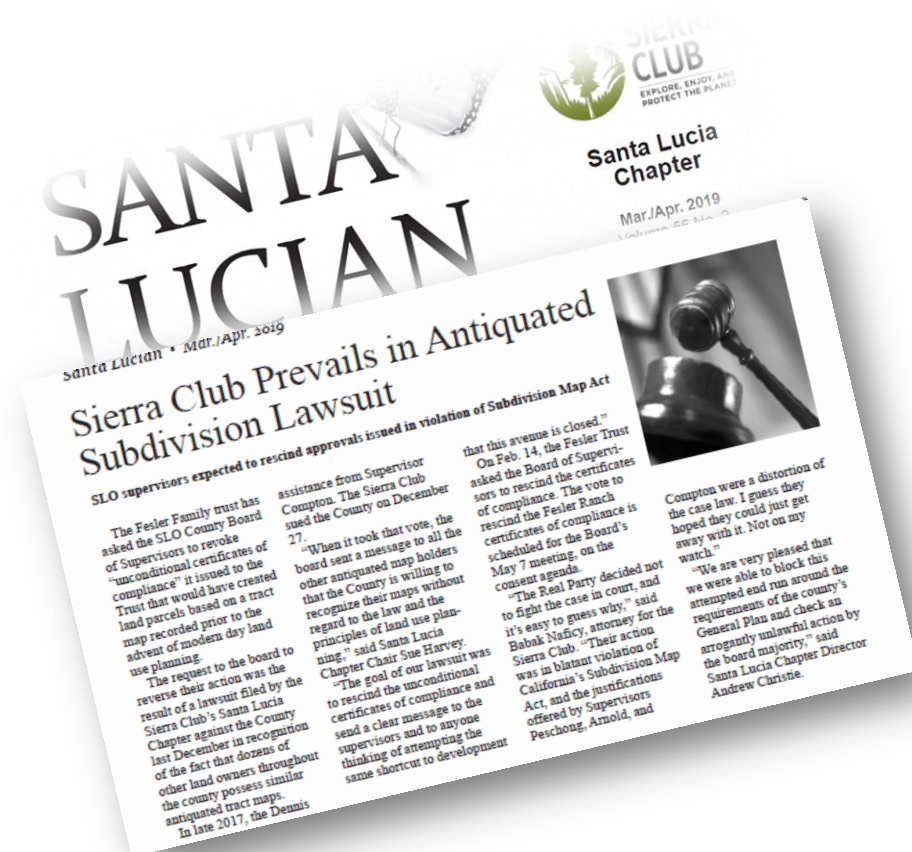 SIERRA
CLUB
EXPLORE, ENJOY, AND
PROTECT THE PLANET
SANTA
LUCIAN
Santa Lucia
Chapter
Mar./Apr. 2019
Volume 56 No.
Santa Lucian • Mar./Apr. 2019
Sierra Club Prevails in Antiquated
Subdivision Lawsuit
SLO supervisors expected to rescind approvals issued in violation of Subdivision Map Act
The Fesler Family trust has
asked the SLO County Board
of Supervisors to revoke
“unconditional certificates of
compliance” it issued to the
Trust that would have created
land parcels based on a tract
map recorded prior to the
advent of modern day land
use planning.
The request to the board to
reverse their action was the
result of a lawsuit filed by the
Sierra Club’s Santa Lucia
Chapter against the County
last December in recognition
of the fact that dozens of
other land owners throughout
the county possess similar
antiquated tract maps.
In late 2017, the Dennis
assistance from Supervisor
Compton. The Sierra Club
sued the County on December
27.
“When it took that vote, the
board sent a message to all the
other antiquated map holders
that the County is willing to
recognize their maps without
regard to the law and the
principles of land use plan-
ning,” said Santa Lucia
Chapter Chair Sue Harvey.
“The goal of our lawsuit was
to rescind the unconditional
certificates of compliance and
send a clear message to the
supervisors and to anyone
thinking of attempting the
same shortcut to development
that this avenue is closed.”
On Feb. 14, the Fesler Trust
asked the Board of Supervi-
sors to rescind the certificates
of compliance. The vote to
rescind the Fesler Ranch
certificates of compliance is
scheduled for the Board’s
May 7 meeting, on the
consent agenda.
“The Real Party decided not
to fight the case in court, and
it’s easy to guess why,” said
Babak Naficy, attorney for the
Sierra Club. “Their action
was in blatant violation of
California’s Subdivision Map
Act, and the justifications
offered by Supervisors
Peschong, Arnold, and
Compton were a distortion of
the case law. I guess they
hoped they could just get
away with it. Not on my
watch.”
“We are very pleased that
we were able to block this
attempted end run around the
requirements of the county’s
General Plan and check an
arrogantly unlawful action by
the board majority,” said
Santa Lucia Chapter Director
Andrew Christie.